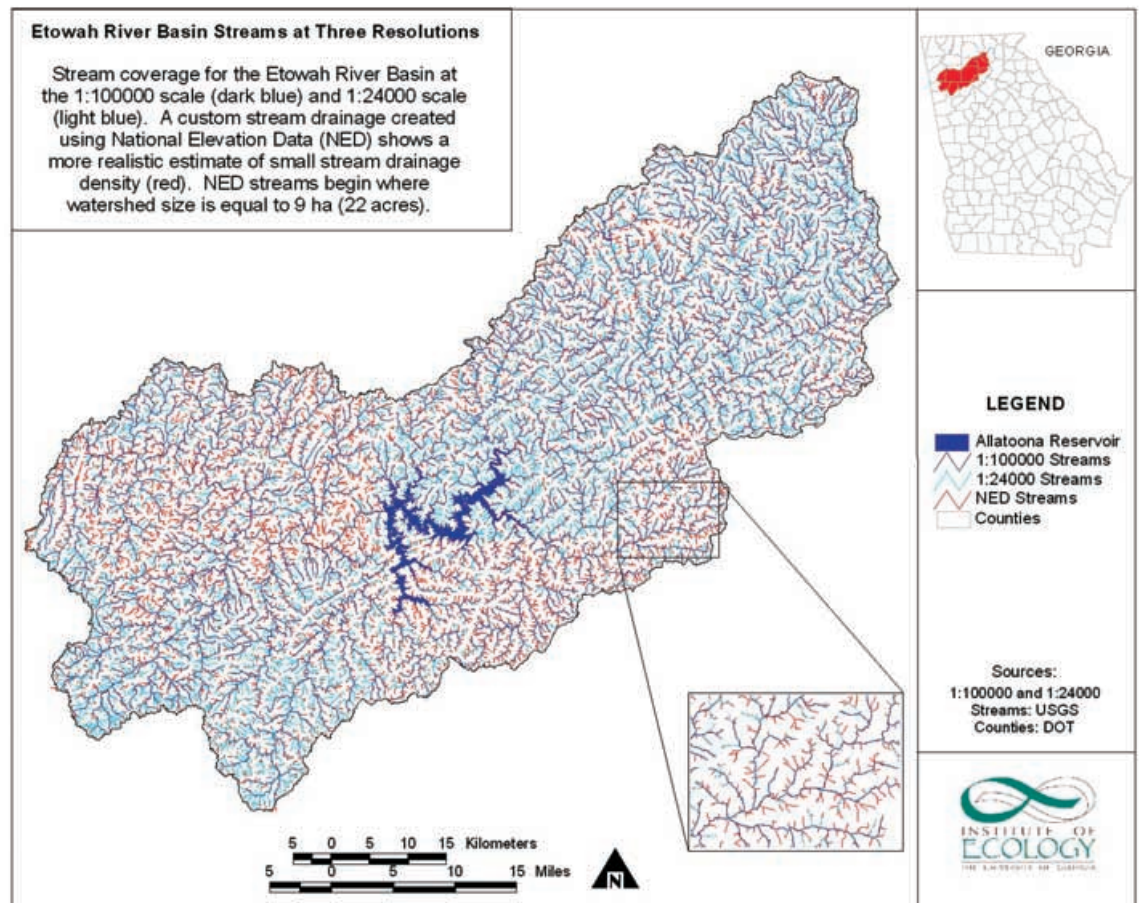 Etowah River Basin Streams at Three Resolutions
Stream coverage for the Etowah River Basin at
the 1:100000 scale (dark blue) and 1:24000 scale
(light blue). A custom stream drainage created
using National Elevation Data (NED) shows a
more realistic estimate of small stream drainage
density (red). NED streams begin where
watershed size is equal to 9 ha (22 acres).
GEORGIA
LEGEND
Allatoona Reservoir
1:100000 Streams
1:24000 Streams
NED Streams
Counties
Sources:
1:100000 and 1:24000
Streams: USGS
Counties: DOT
5 0 5 10 15 Kilometers
5 0 5 10 15 Miles
N
INSTITUTE OF
ECOLOGY
THE UNIVERSITY OF GEORGIA